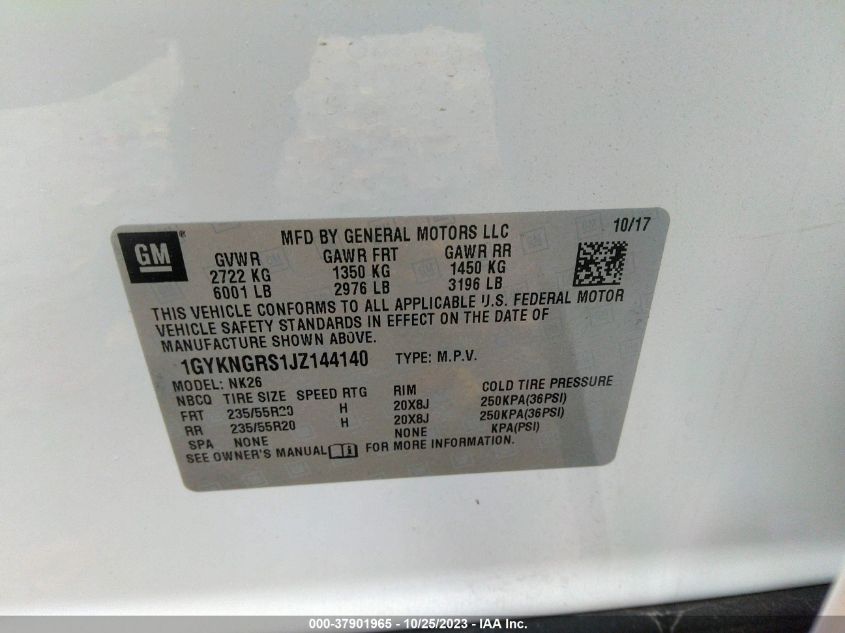 GM ®
MFD BY GENERAL MOTORS LLC 10/17
GVWR GAWR FRT GAWR RR
2722 KG 1350 KG 1450 KG
6001 LB 2976 LB 3196 LB
THIS VEHICLE CONFORMS TO ALL APPLICABLE U.S. FEDERAL MOTOR
VEHICLE SAFETY STANDARDS IN EFFECT ON THE DATE OF
MANUFACTURE SHOWN ABOVE.
1GYKNGRS1JZ144140 TYPE: M.P.V.
MODEL: NK26
NBCQ TIRE SIZE SPEED RTG RIM COLD TIRE PRESSURE
FRT 235/55R20 H 20X8J 250KPA(36PSI)
RR 235/55R20 H 20X8J 250KPA(36PSI)
SPA NONE NONE KPA(PSI)
SEE OWNER'S MANUAL FOR MORE INFORMATION.
000-37901965 - 10/25/2023 - IAA Inc.